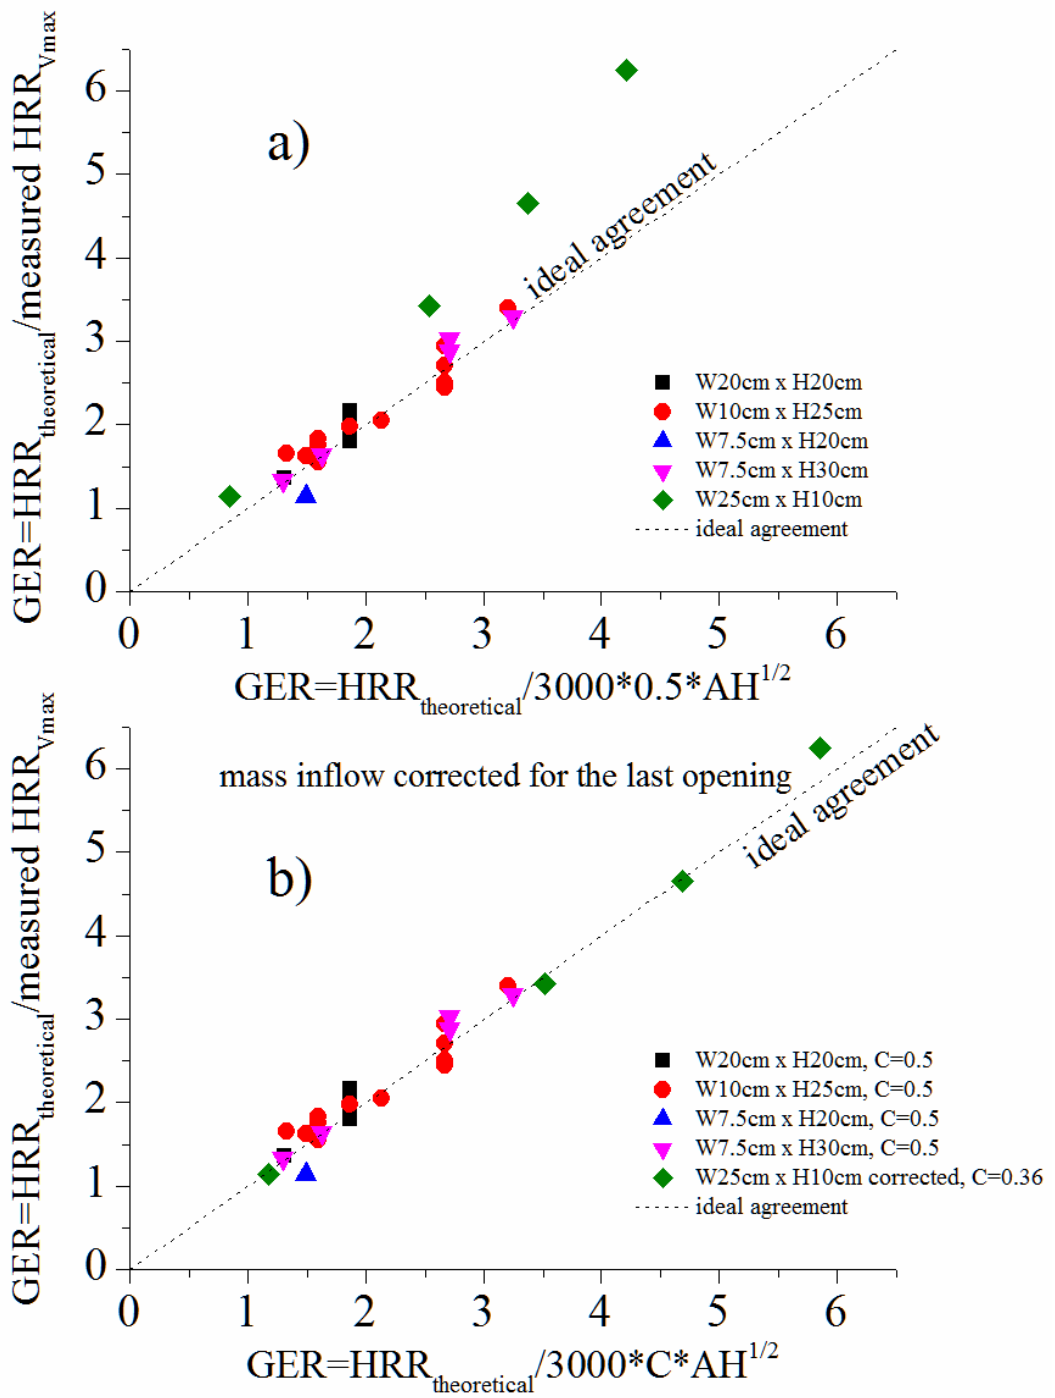 GER=HRR_theoretical/measured HRR_Vmax
6
5
4
3
2
1
0
a)
ideal agreement
W20cm x H20cm
W10cm x H25cm
W7.5cm x H20cm
W7.5cm x H30cm
W25cm x H10cm
ideal agreement
0 1 2 3 4 5 6
GER=HRR_theoretical/3000*0.5*AH^1/2
GER=HRR_theoretical/measured HRR_Vmax
6
5
4
3
2
1
0
mass inflow corrected for the last opening
ideal agreement
b)
W20cm x H20cm, C=0.5
W10cm x H25cm, C=0.5
W7.5cm x H20cm, C=0.5
W7.5cm x H30cm, C=0.5
W25cm x H10cm corrected, C=0.36
ideal agreement
0 1 2 3 4 5 6
GER=HRR_theoretical/3000*C*AH^1/2